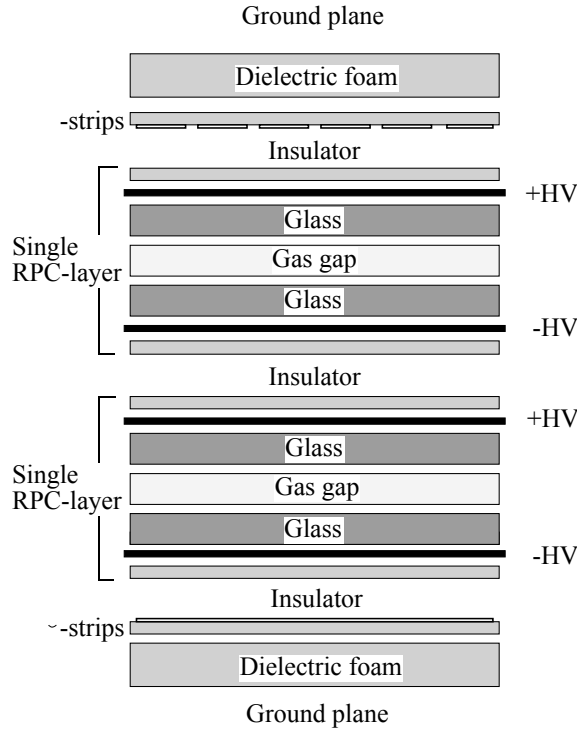 Ground plane
Dielectric foam
-strips
Insulator
+HV
Glass
Single
RPC-layer
Gas gap
Glass
-HV
Insulator
+HV
Glass
Single
RPC-layer
Gas gap
Glass
-HV
Insulator
-strips
Dielectric foam
Ground plane